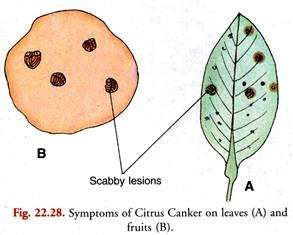 B
Scabby lesions
A
Fig. 22.28. Symptoms of Citrus Canker on leaves (A) and
fruits (B).